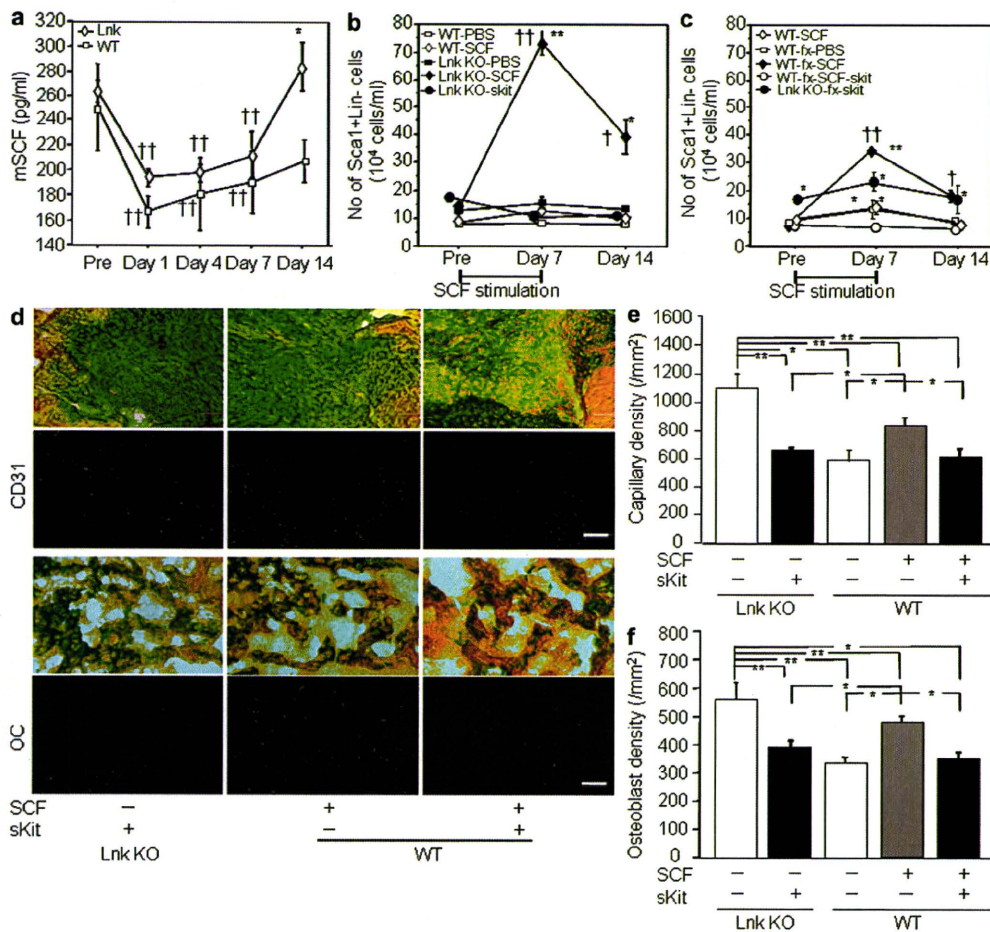 a
Lnk
WT
mSCF (pg/ml)
320
300
280
260
240
220
200
180
160
140
*
††
††
††
††
††
††
Pre Day 1 Day 4 Day 7 Day 14
b
WT-PBS
WT-SCF
Lnk KO-PBS
Lnk KO-SCF
Lnk KO-skit
No of Sca1+Lin- cells
(10⁴ cells/ml)
80
70
60
50
40
30
20
10
0
†† **
† *
Pre Day 7 Day 14
SCF stimulation
c
WT-SCF
WT-fx-PBS
WT-fx-SCF
WT-fx-SCF-skit
Lnk KO-fx-skit
No of Sca1+Lin- cells
(10⁴ cells/ml)
80
70
60
50
40
30
20
10
0
††
**
* * †
* * *
Pre Day 7 Day 14
SCF stimulation
d
CD31
OC
SCF − + +
sKit + − +
Lnk KO WT
e
Capillary density (/mm²)
1600
1400
1200
1000
800
600
400
200
0
**
**
*
** * * *
SCF − − − + +
sKit − + − − +
Lnk KO WT
f
Osteoblast density (/mm²)
800
700
600
500
400
300
200
100
0
*
**
**
** * * *
SCF − − − + +
sKit − + − − +
Lnk KO WT